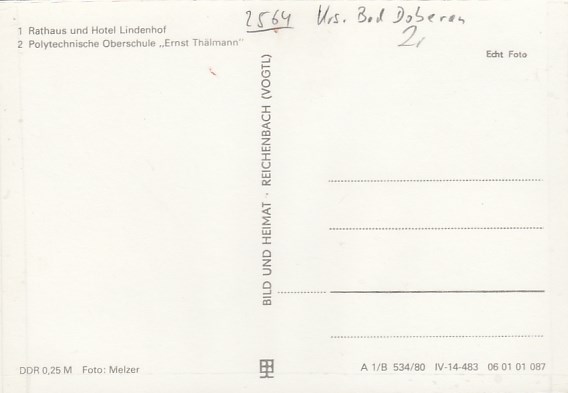 2564 Krs. Bad Doberan
2,
1 Rathaus und Hotel Lindenhof
2 Polytechnische Oberschule „Ernst Thälmann"
Echt Foto
BILD UND HEIMAT · REICHENBACH (VOGTL)
DDR 0,25 M Foto: Melzer
A 1/B 534/80 IV-14-483 06 01 01 087